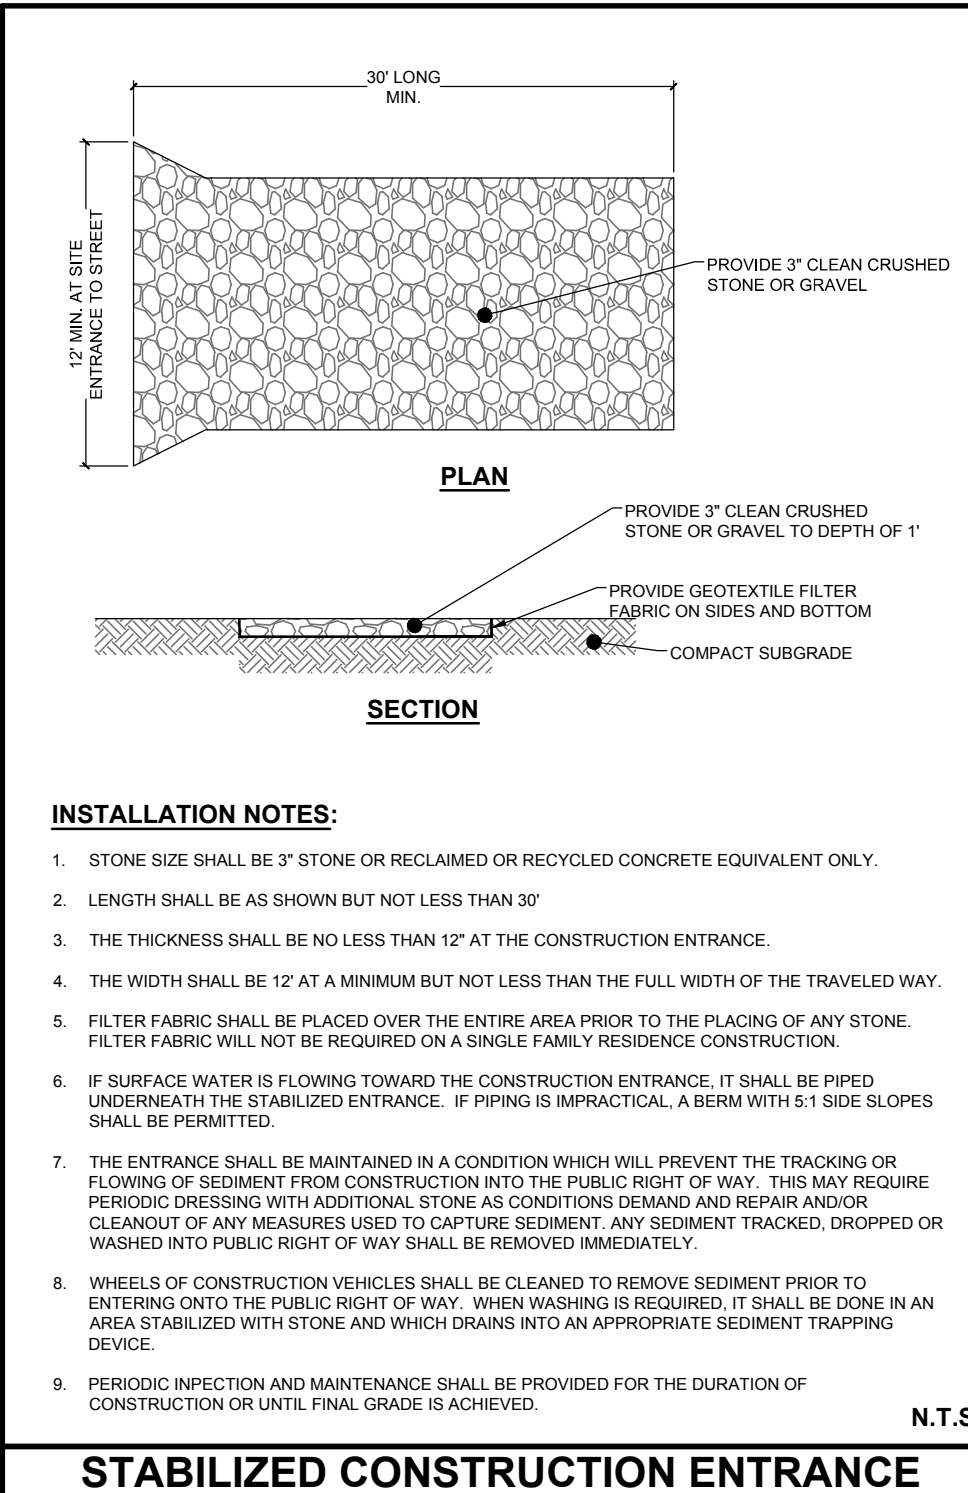 30' LONG
MIN.
12' MIN. AT SITE
ENTRANCE TO STREET
PROVIDE 3" CLEAN CRUSHED
STONE OR GRAVEL
PLAN
PROVIDE 3" CLEAN CRUSHED
STONE OR GRAVEL TO DEPTH OF 1'
PROVIDE GEOTEXTILE FILTER
FABRIC ON SIDES AND BOTTOM
COMPACT SUBGRADE
SECTION
INSTALLATION NOTES:
1. STONE SIZE SHALL BE 3" STONE OR RECLAIMED OR RECYCLED CONCRETE EQUIVALENT ONLY.
2. LENGTH SHALL BE AS SHOWN BUT NOT LESS THAN 30'
3. THE THICKNESS SHALL BE NO LESS THAN 12" AT THE CONSTRUCTION ENTRANCE.
4. THE WIDTH SHALL BE 12' AT A MINIMUM BUT NOT LESS THAN THE FULL WIDTH OF THE TRAVELED WAY.
5. FILTER FABRIC SHALL BE PLACED OVER THE ENTIRE AREA PRIOR TO THE PLACING OF ANY STONE.
FILTER FABRIC WILL NOT BE REQUIRED ON A SINGLE FAMILY RESIDENCE CONSTRUCTION.
6. IF SURFACE WATER IS FLOWING TOWARD THE CONSTRUCTION ENTRANCE, IT SHALL BE PIPED
UNDERNEATH THE STABILIZED ENTRANCE. IF PIPING IS IMPRACTICAL, A BERM WITH 5:1 SIDE SLOPES
SHALL BE PERMITTED.
7. THE ENTRANCE SHALL BE MAINTAINED IN A CONDITION WHICH WILL PREVENT THE TRACKING OR
FLOWING OF SEDIMENT FROM CONSTRUCTION INTO THE PUBLIC RIGHT OF WAY. THIS MAY REQUIRE
PERIODIC DRESSING WITH ADDITIONAL STONE AS CONDITIONS DEMAND AND REPAIR AND/OR
CLEANOUT OF ANY MEASURES USED TO CAPTURE SEDIMENT. ANY SEDIMENT TRACKED, DROPPED OR
WASHED INTO PUBLIC RIGHT OF WAY SHALL BE REMOVED IMMEDIATELY.
8. WHEELS OF CONSTRUCTION VEHICLES SHALL BE CLEANED TO REMOVE SEDIMENT PRIOR TO
ENTERING ONTO THE PUBLIC RIGHT OF WAY. WHEN WASHING IS REQUIRED, IT SHALL BE DONE IN AN
AREA STABILIZED WITH STONE AND WHICH DRAINS INTO AN APPROPRIATE SEDIMENT TRAPPING
DEVICE.
9. PERIODIC INPECTION AND MAINTENANCE SHALL BE PROVIDED FOR THE DURATION OF
CONSTRUCTION OR UNTIL FINAL GRADE IS ACHIEVED.
N.T.S
STABILIZED CONSTRUCTION ENTRANCE